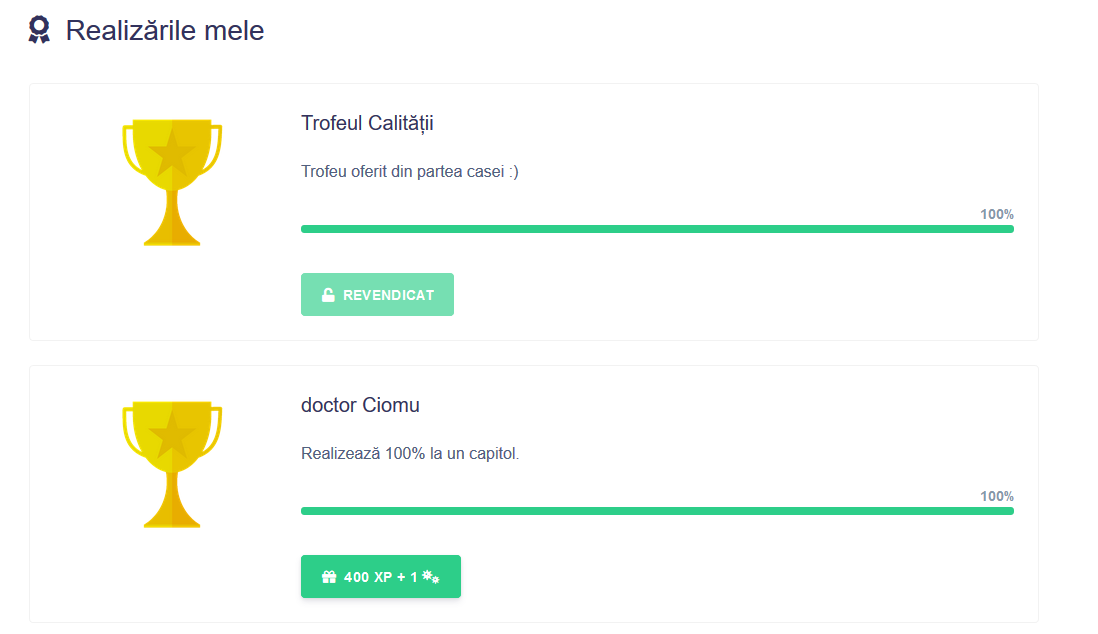 Realizările mele
Trofeul Calității
Trofeu oferit din partea casei :)
100%
REVENDICAT
doctor Ciomu
Realizează 100% la un capitol.
100%
400 XP + 1